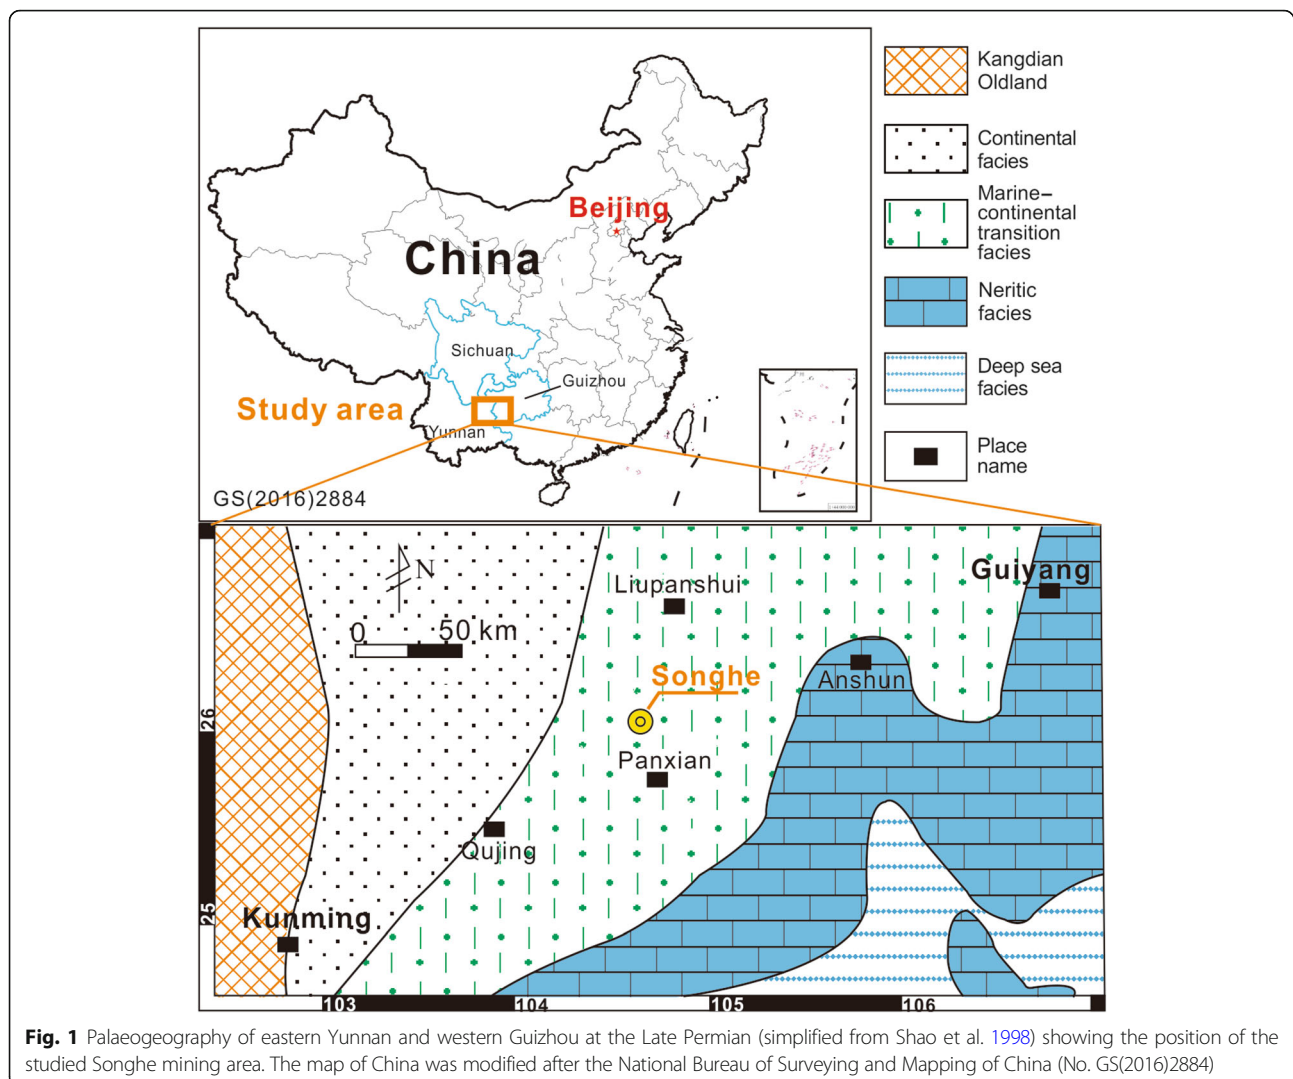 Kangdian
Oldland
Continental
facies
Marine–
continental
transition
facies
Neritic
facies
Deep sea
facies
Place
name
Beijing
China
Sichuan
Guizhou
Study area
Yunnan
GS(2016)2884
N
0 50 km
Liupanshui
Guiyang
Songhe
Anshun
Panxian
Qujing
Kunming
26
25
103 104 105 106
Fig. 1 Palaeogeography of eastern Yunnan and western Guizhou at the Late Permian (simplified from Shao et al. 1998) showing the position of the
studied Songhe mining area. The map of China was modified after the National Bureau of Surveying and Mapping of China (No. GS(2016)2884)